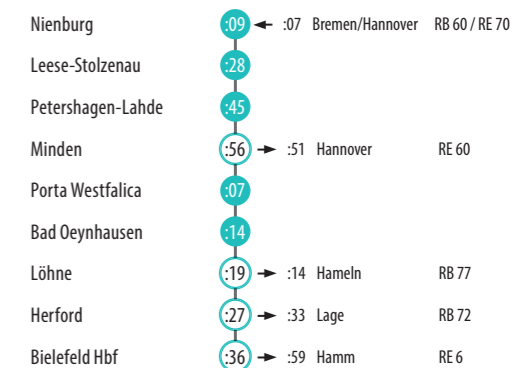 Nienburg :09 :07 Bremen/Hannover RB 60 / RE 70
Leese-Stolzenau :28
Petershagen-Lahde :45
Minden :56 :51 Hannover RE 60
Porta Westfalica :07
Bad Oeynhausen :14
Löhne :19 :14 Hameln RB 77
Herford :27 :33 Lage RB 72
Bielefeld Hbf :36 :59 Hamm RE 6